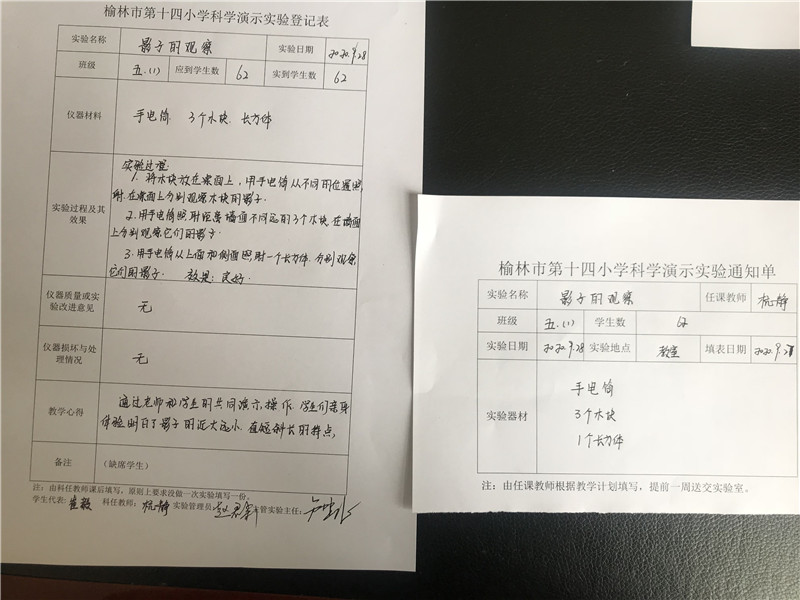 榆林市第十四小学科学演示实验登记表
实验名称 影子的观察 实验日期 2020.9.28
班级 五.(1) 应到学生数 62 实到学生数 62
仪器材料 手电筒. 3个木块. 长方体
实验过程及其效果
实验过程:
1. 将木块放在桌面上, 用手电筒从不同的位置照
射. 在桌面上分别观察木块的影子.
2. 用手电筒照射距离墙面不同远的3个木块, 在墙面
上分别观察它们的影子.
3. 用手电筒从上面和侧面照射一个长方体. 分别观察
它们的影子. 效果: 良好.
仪器质量或实验改进意见 无
仪器损坏与处理情况 无
教学心得
通过老师和学生的共同演示, 操作. 学生们亲身
体验明白了影子的近大远小. 直短斜长的特点,
备注 (缺席学生)
注：由科任教师课后填写，原则上要求没做一次实验填写一份。
学生代表: 科任教师: 杭静 实验管理员 管实验主任:
榆林市第十四小学科学演示实验通知单
实验名称 影子的观察 任课教师 杭静
班级 五.(1) 学生数 62
实验日期 2020.9.28 实验地点 教室 填表日期 2020.9.21
实验器材
手电筒
3个木块
1个长方体
注：由任课教师根据教学计划填写，提前一周送交实验室。